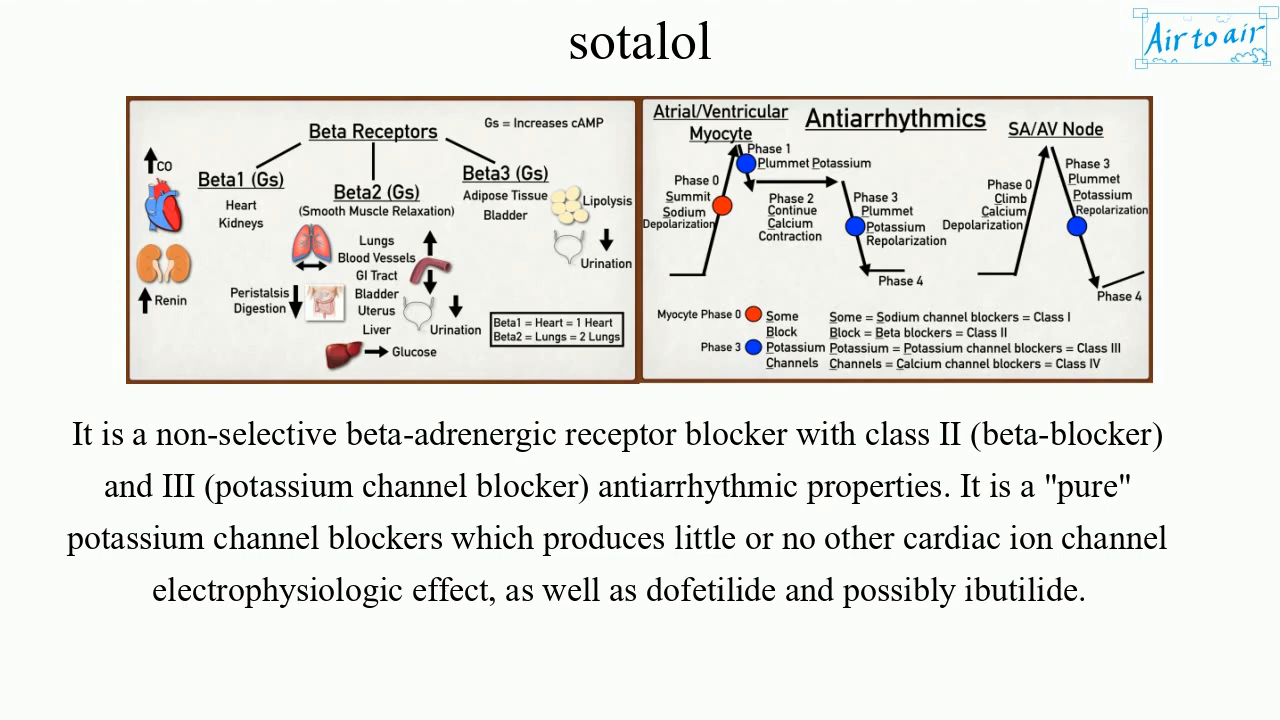 sotalol
Air to air
Beta Receptors
Gs = Increases cAMP
CO
Beta1 (Gs)
Heart
Kidneys
Renin
Beta2 (Gs)
(Smooth Muscle Relaxation)
Lungs
Blood Vessels
GI Tract
Bladder
Uterus
Liver
Peristalsis
Digestion
Urination
Glucose
Beta3 (Gs)
Adipose Tissue
Bladder
Lipolysis
Urination
Beta1 = Heart = 1 Heart
Beta2 = Lungs = 2 Lungs
Atrial/Ventricular
Myocyte
Antiarrhythmics
SA/AV Node
Phase 1
Plummet Potassium
Phase 0
Summit
Sodium
Depolarization
Phase 2
Continue
Calcium
Contraction
Phase 3
Plummet
Potassium
Repolarization
Phase 4
Phase 0
Climb
Calcium
Depolarization
Phase 3
Plummet
Potassium
Repolarization
Phase 4
Myocyte Phase 0 Some Some = Sodium channel blockers = Class I
Block Block = Beta blockers = Class II
Phase 3 Potassium Potassium = Potassium channel blockers = Class III
Channels Channels = Calcium channel blockers = Class IV
It is a non-selective beta-adrenergic receptor blocker with class II (beta-blocker)
and III (potassium channel blocker) antiarrhythmic properties. It is a "pure"
potassium channel blockers which produces little or no other cardiac ion channel
electrophysiologic effect, as well as dofetilide and possibly ibutilide.